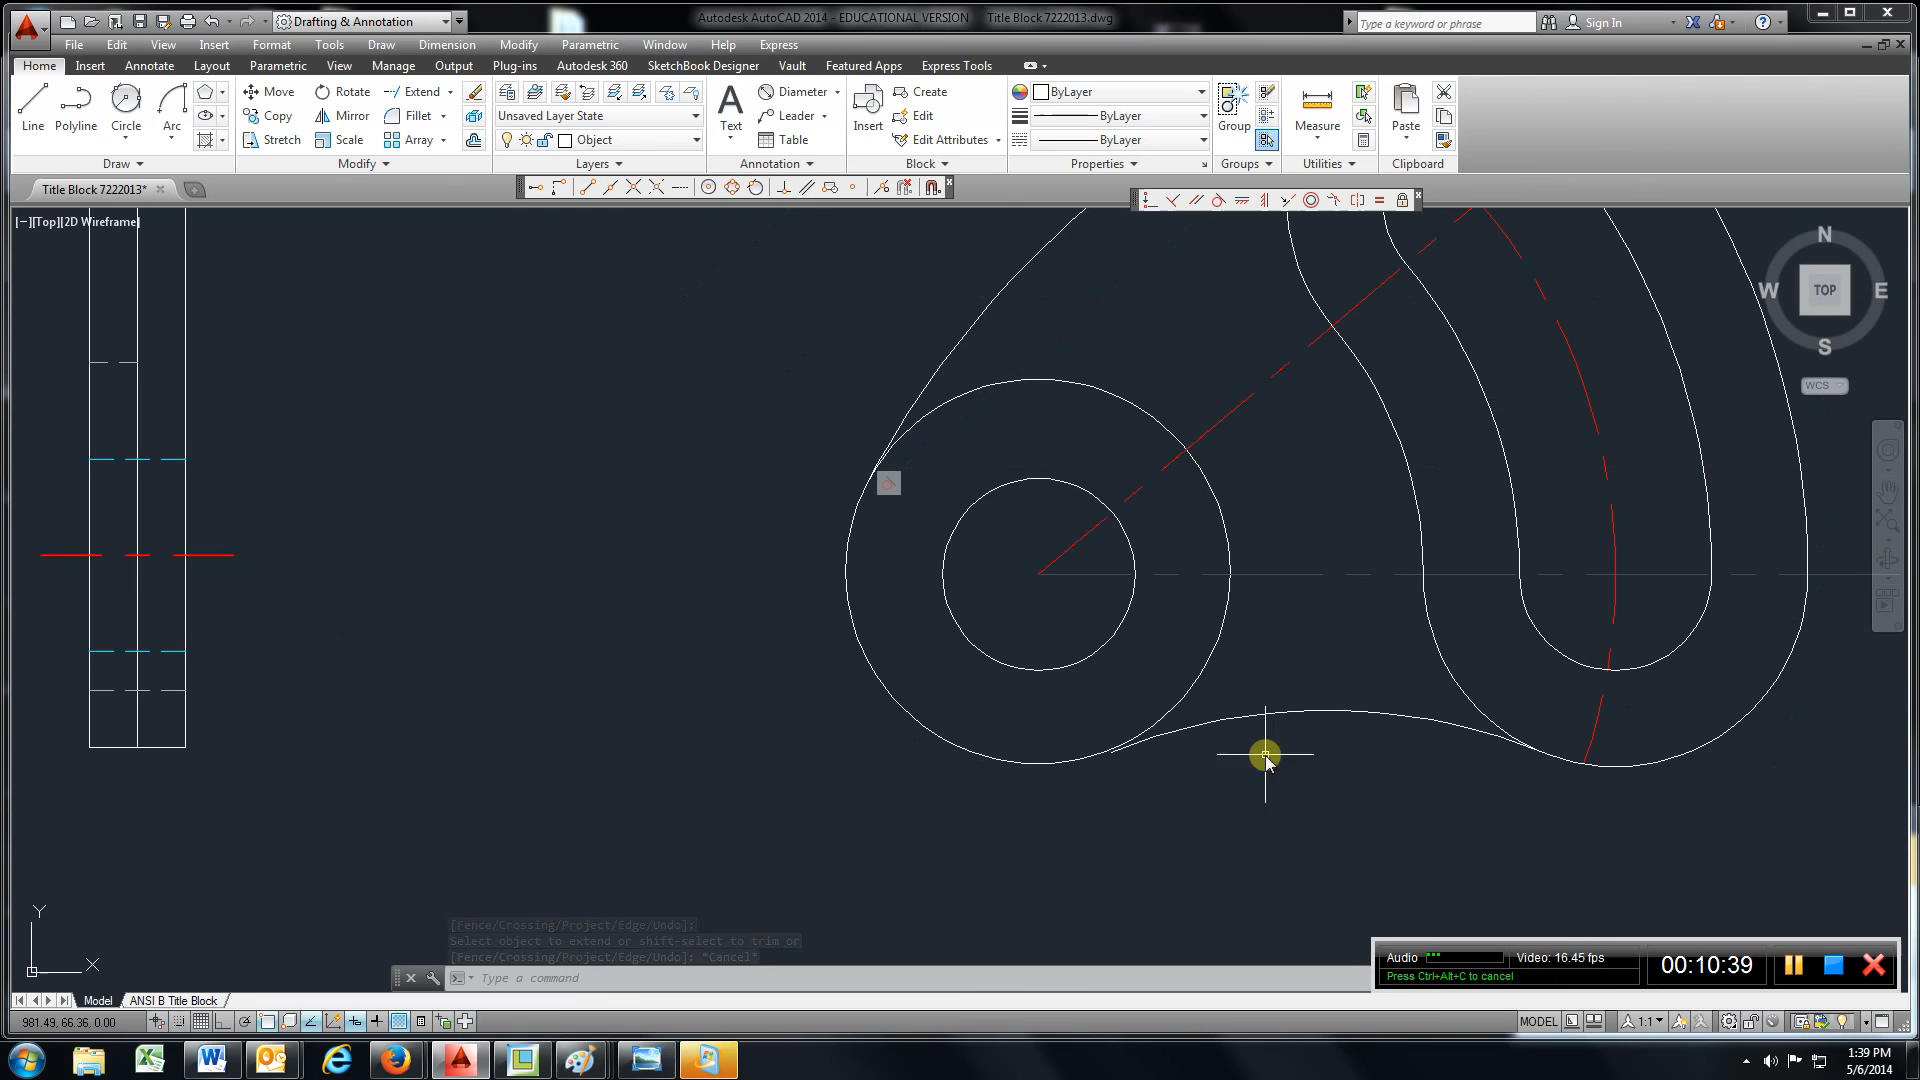 Drafting & Annotation
Autodesk AutoCAD 2014 - EDUCATIONAL VERSION Title Block 7222013.dwg
Type a keyword or phrase
Sign In
File Edit View Insert Format Tools Draw Dimension Modify Parametric Window Help Express
Home Insert Annotate Layout Parametric View Manage Output Plug-ins Autodesk 360 SketchBook Designer Vault Featured Apps Express Tools
Line Polyline Circle Arc
Draw
Move Rotate Extend
Copy Mirror Fillet
Stretch Scale Array
Modify
Unsaved Layer State
Object
Layers
Text
Diameter
Leader
Table
Annotation
Insert
Create
Edit
Edit Attributes
Block
ByLayer
ByLayer
ByLayer
Properties
Group
Groups
Measure
Utilities
Paste
Clipboard
Title Block 7222013*
[−][Top][2D Wireframe]
N
W TOP E
S
WCS
Y
X
[Fence/Crossing/Project/Edge/Undo]:
Select object to extend or shift-select to trim or
[Fence/Crossing/Project/Edge/Undo]: *Cancel*
Type a command
Audio Video: 16.45 fps
Press Ctrl+Alt+C to cancel
00:10:39
Model ANSI B Title Block
981.49, 66.36, 0.00
MODEL
1:1
1:39 PM
5/6/2014